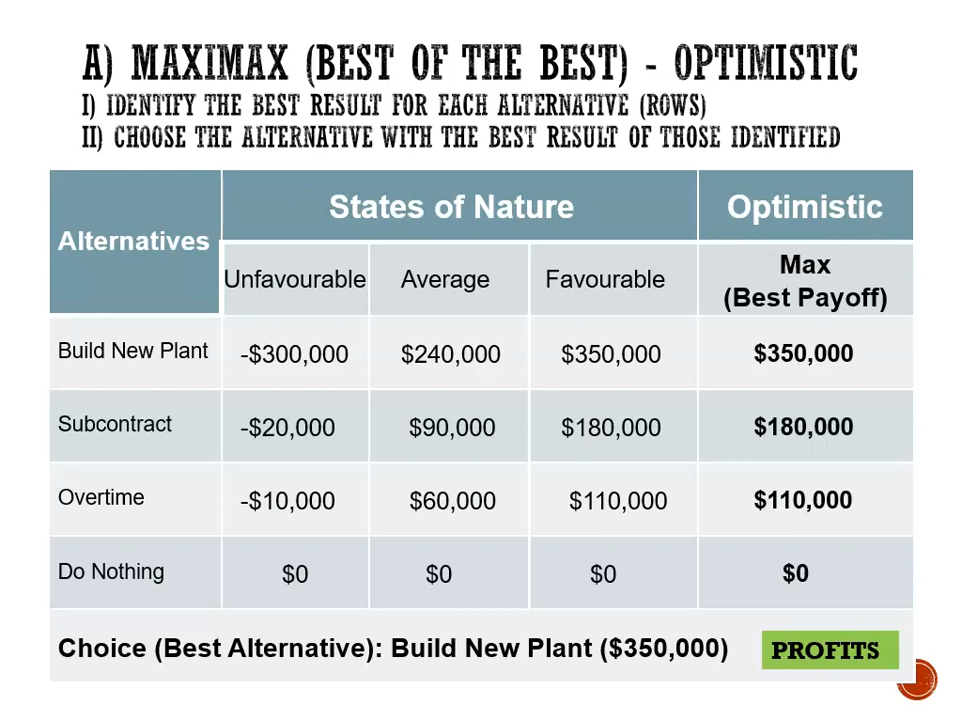 A) MAXIMAX (BEST OF THE BEST) - OPTIMISTIC
I) IDENTIFY THE BEST RESULT FOR EACH ALTERNATIVE (ROWS)
II) CHOOSE THE ALTERNATIVE WITH THE BEST RESULT OF THOSE IDENTIFIED
Alternatives States of Nature Optimistic
Unfavourable Average Favourable Max
(Best Payoff)
Build New Plant -$300,000 $240,000 $350,000 $350,000
Subcontract -$20,000 $90,000 $180,000 $180,000
Overtime -$10,000 $60,000 $110,000 $110,000
Do Nothing $0 $0 $0 $0
Choice (Best Alternative): Build New Plant ($350,000) PROFITS